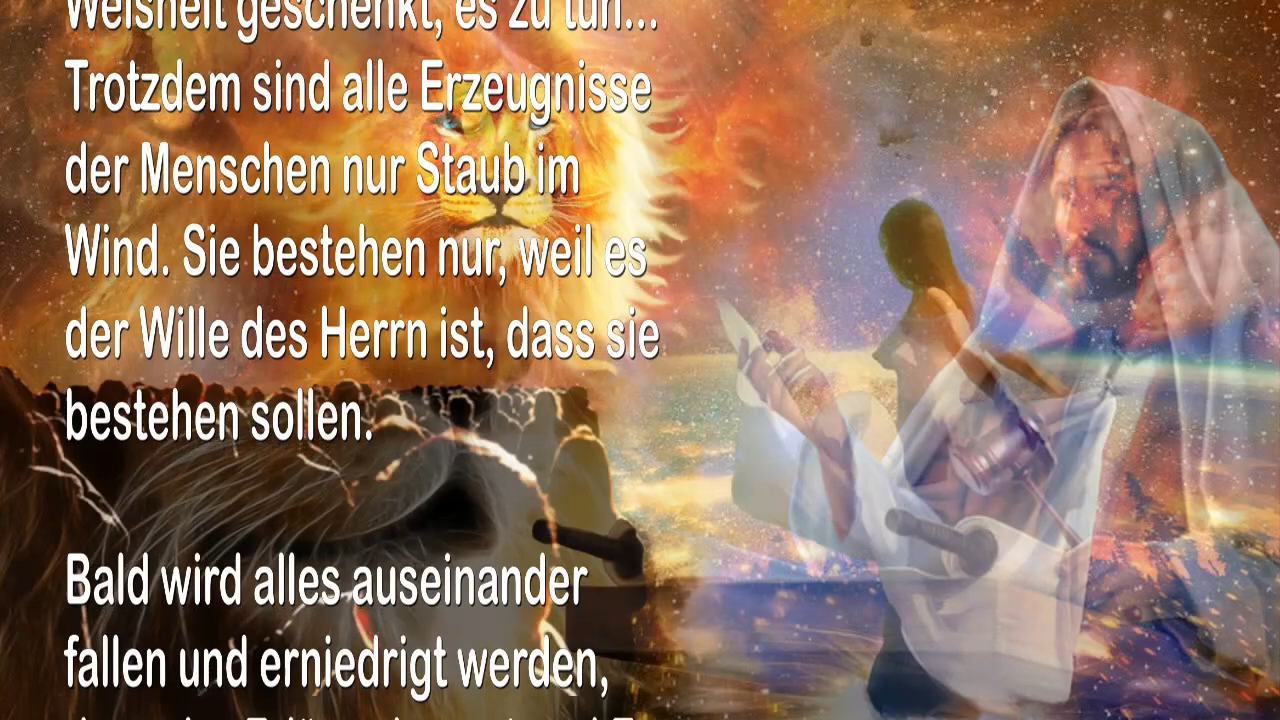 Weisheit geschenkt, es zu tun...
Trotzdem sind alle Erzeugnisse
der Menschen nur Staub im
Wind. Sie bestehen nur, weil es
der Wille des Herrn ist, dass sie
bestehen sollen.
Bald wird alles auseinander
fallen und erniedrigt werden,